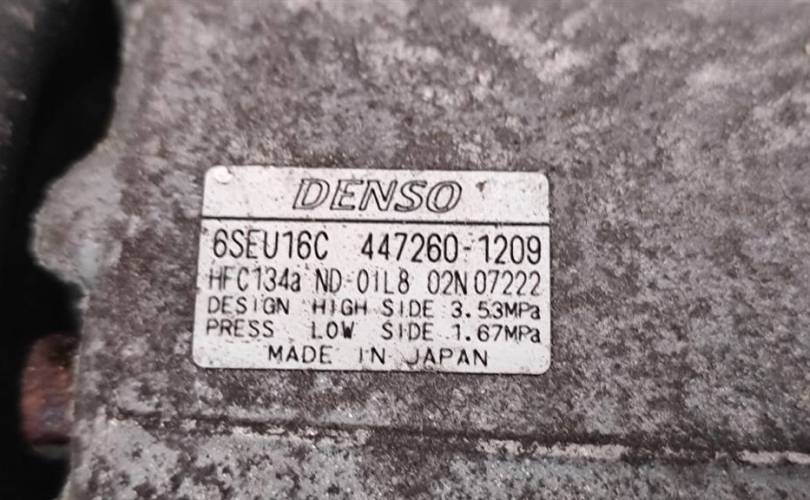 DENSO
6SEU16C 447260-1209
HFC134a ND-OIL8 02N07222
DESIGN HIGH SIDE 3.53MPa
PRESS LOW SIDE 1.67MPa
MADE IN JAPAN